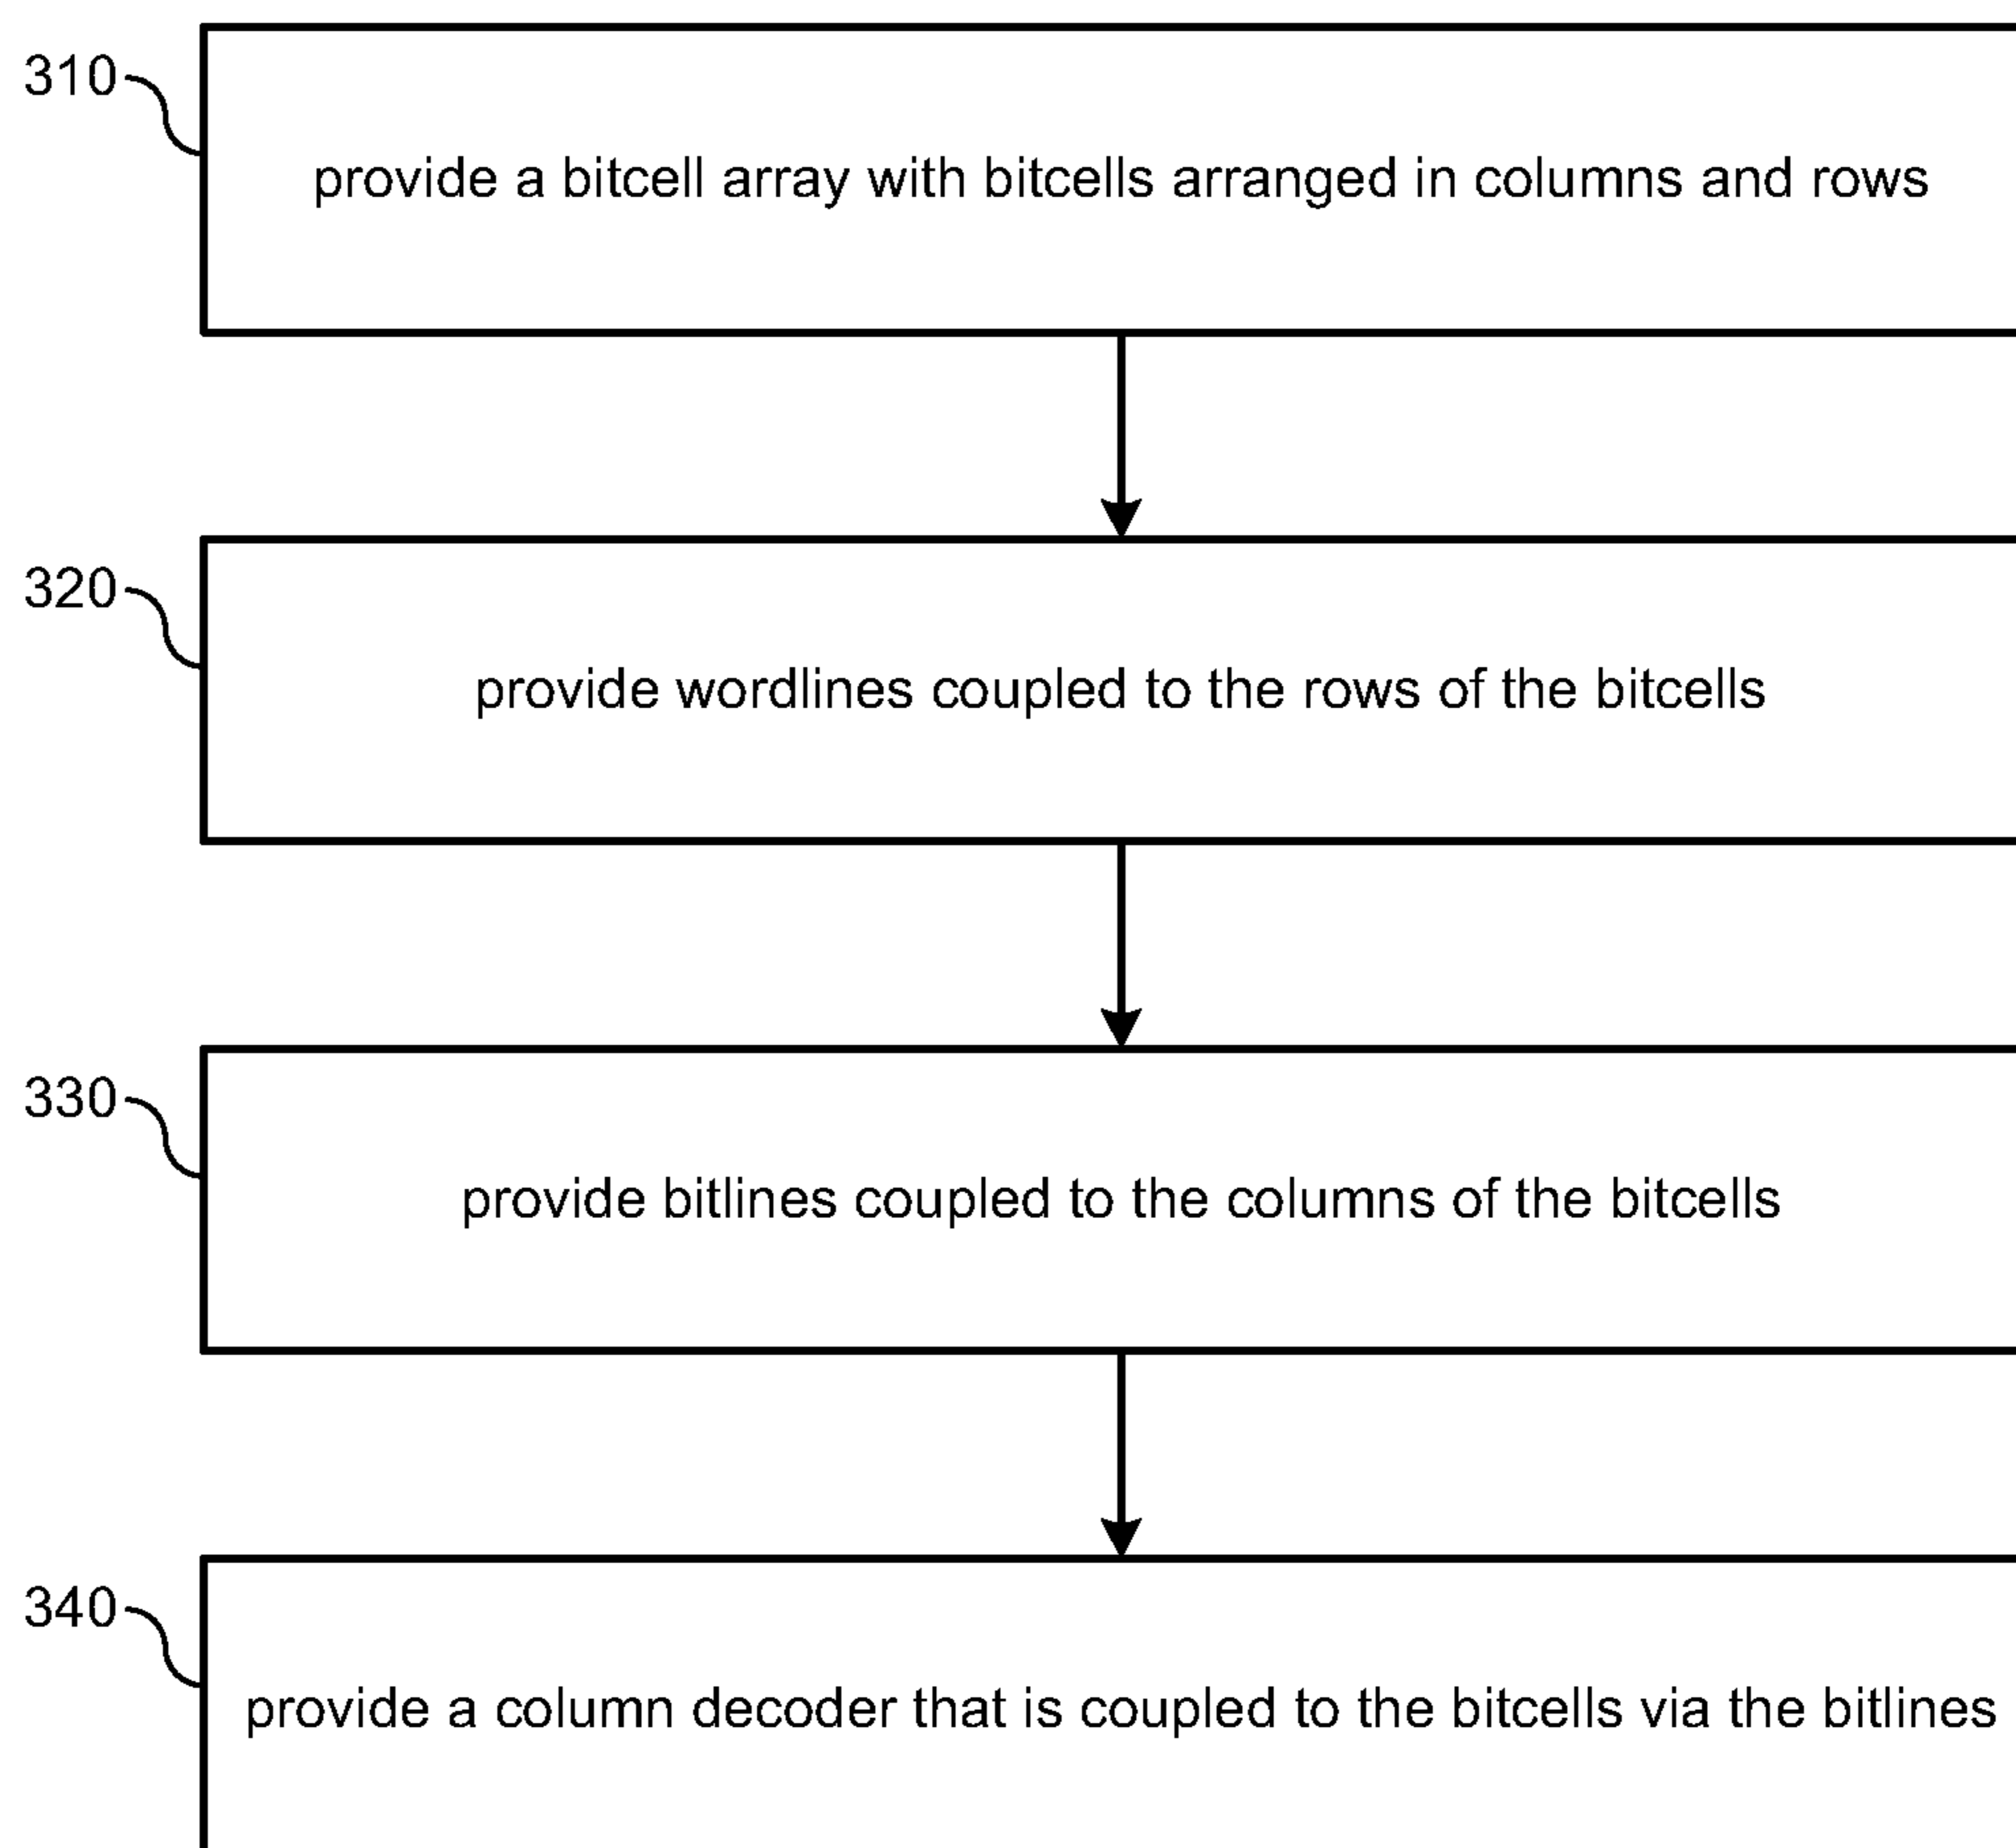 310
provide a bitcell array with bitcells arranged in columns and rows
320
provide wordlines coupled to the rows of the bitcells
330
provide bitlines coupled to the columns of the bitcells
340
provide a column decoder that is coupled to the bitcells via the bitlines